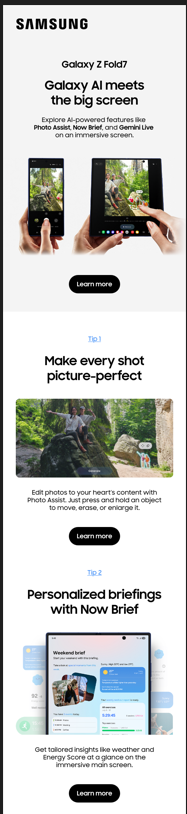 SAMSUNG
Galaxy Z Fold7
Galaxy AI meets
the big screen
Explore AI-powered features like
Photo Assist, Now Brief, and Gemini Live
on an immersive screen.
Learn more
Tip 1
Make every shot
picture-perfect
Edit photos to your heart's content with
Photo Assist. Just press and hold an object
to move, erase, or enlarge it.
Learn more
Tip 2
Personalized briefings
with Now Brief
Weekend brief
Get tailored insights like weather and
Energy Score at a glance on the
immersive main screen.
Learn more